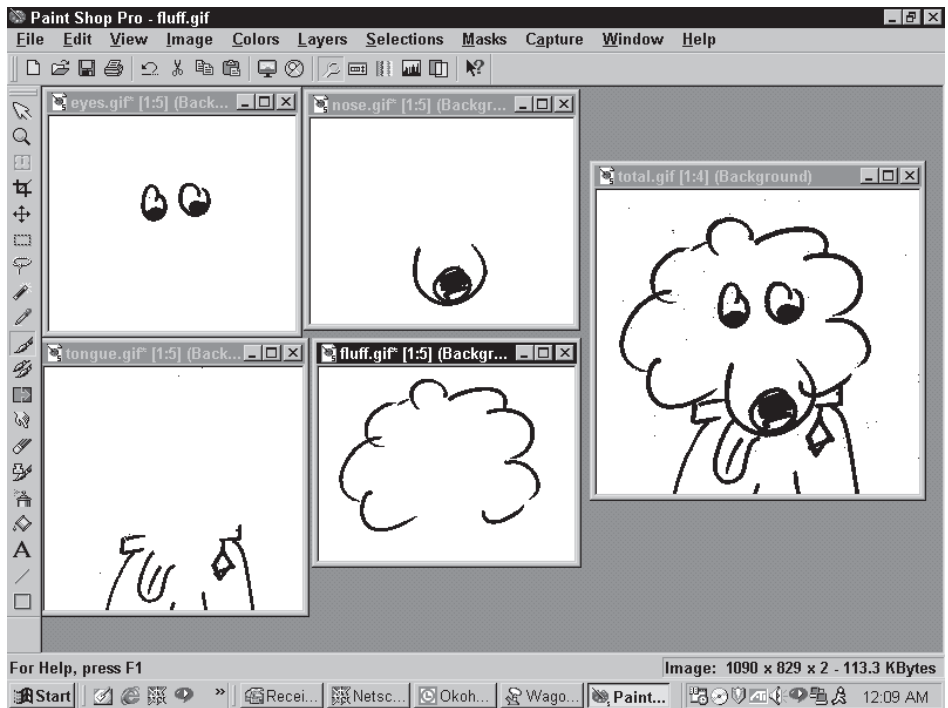 Paint Shop Pro - fluff.gif
File Edit View Image Colors Layers Selections Masks Capture Window Help
eyes.gif* [1:5] (Back...
nose.gif* [1:5] (Backgr...
total.gif [1:4] (Background)
tongue.gif* [1:5] (Back...
fluff.gif* [1:5] (Backgr...
A
For Help, press F1
Image: 1090 x 829 x 2 - 113.3 KBytes
Start » Recei... Netsc... Okoh... Wago... Paint... 12:09 AM